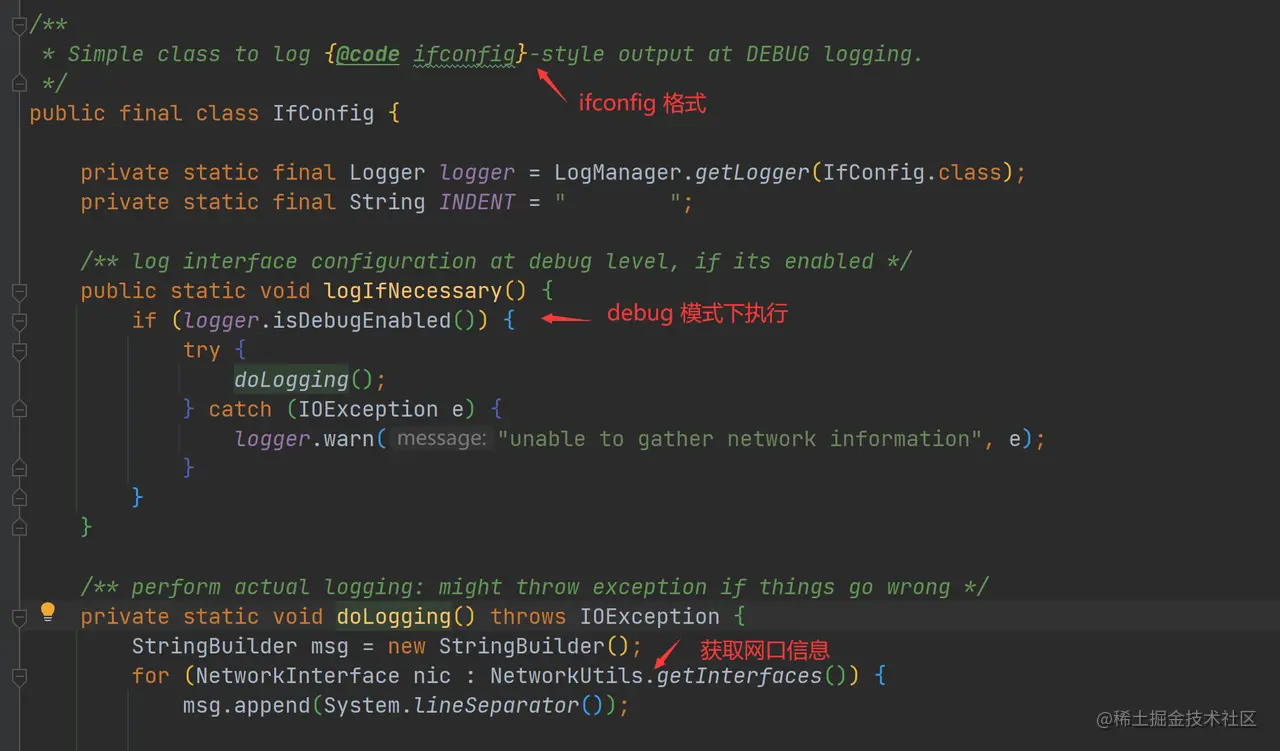 /**
 * Simple class to log {@code ifconfig}-style output at DEBUG logging.
 */
ifconfig 格式
public final class IfConfig {
    private static final Logger logger = LogManager.getLogger(IfConfig.class);
    private static final String INDENT = "        ";
    /** log interface configuration at debug level, if its enabled */
    public static void logIfNecessary() {
        if (logger.isDebugEnabled()) {
debug 模式下执行
            try {
                doLogging();
            } catch (IOException e) {
                logger.warn( message: "unable to gather network information", e);
            }
        }
    }
    /** perform actual logging: might throw exception if things go wrong */
    private static void doLogging() throws IOException {
        StringBuilder msg = new StringBuilder();
获取网口信息
        for (NetworkInterface nic : NetworkUtils.getInterfaces()) {
            msg.append(System.lineSeparator());
@稀土掘金技术社区